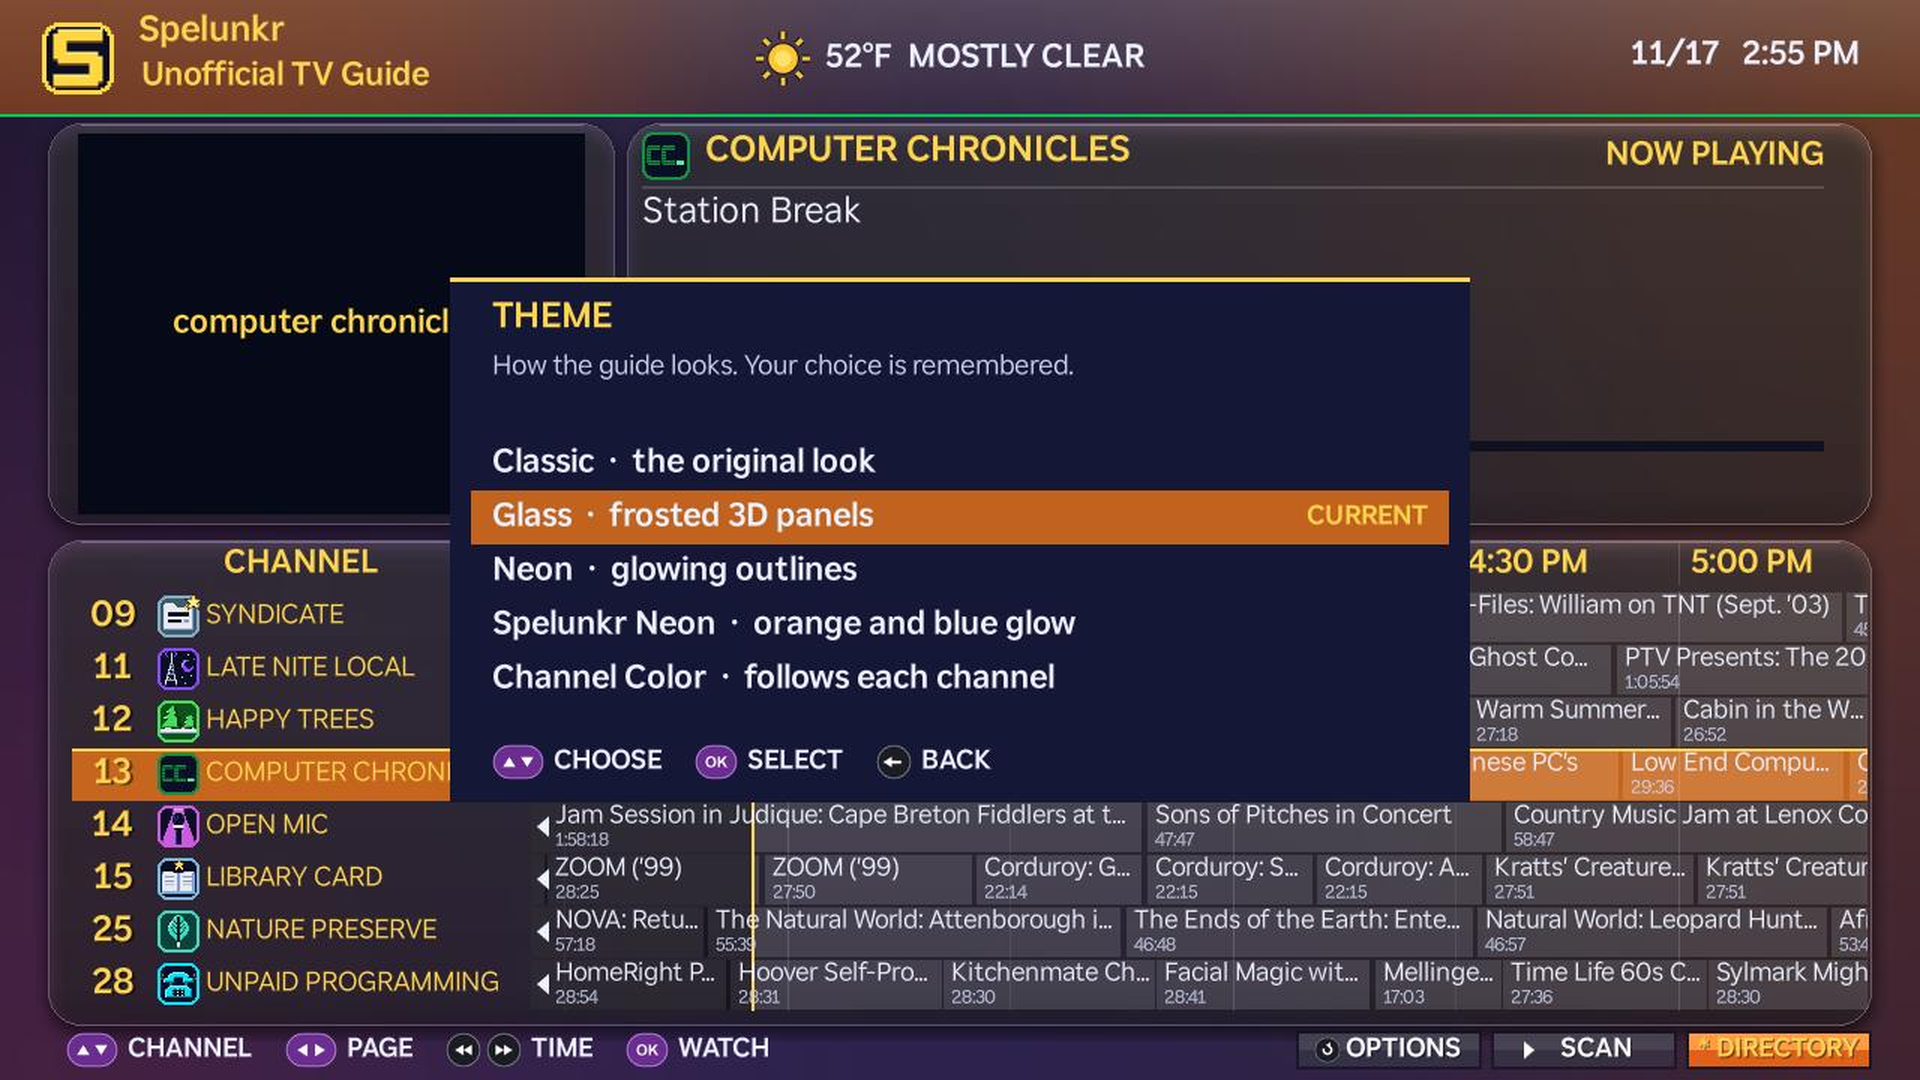 Spelunkr
Unofficial TV Guide
52°F MOSTLY CLEAR
11/17 2:55 PM
COMPUTER CHRONICLES
NOW PLAYING
Station Break
computer chronicl
THEME
How the guide looks. Your choice is remembered.
Classic · the original look
Glass · frosted 3D panels CURRENT
Neon · glowing outlines
Spelunkr Neon · orange and blue glow
Channel Color · follows each channel
▲▼ CHOOSE OK SELECT ← BACK
CHANNEL 4:30 PM 5:00 PM
09 SYNDICATE -Files: William on TNT (Sept. '03) T
11 LATE NITE LOCAL Ghost Co... PTV Presents: The 20
1:05:54
12 HAPPY TREES Warm Summer... Cabin in the W...
27:18 26:52
13 COMPUTER CHRONI nese PC's Low End Compu...
29:36
14 OPEN MIC Jam Session in Judique: Cape Breton Fiddlers at t... Sons of Pitches in Concert Country Music Jam at Lenox Co
1:58:18 47:47 58:47
15 LIBRARY CARD ZOOM ('99) ZOOM ('99) Corduroy: G... Corduroy: S... Corduroy: A... Kratts' Creature... Kratts' Creatur
28:25 27:50 22:14 22:15 22:15 27:51 27:51
25 NATURE PRESERVE NOVA: Retu... The Natural World: Attenborough i... The Ends of the Earth: Ente... Natural World: Leopard Hunt... Af
57:18 55:39 46:48 46:57 53:4
28 UNPAID PROGRAMMING HomeRight P... Hoover Self-Pro... Kitchenmate Ch... Facial Magic wit... Mellinge... Time Life 60s C... Sylmark Migh
28:54 28:31 28:30 28:41 17:03 27:36 28:30
▲▼ CHANNEL ◀▶ PAGE ◀◀ ▶▶ TIME OK WATCH OPTIONS ▶ SCAN DIRECTORY